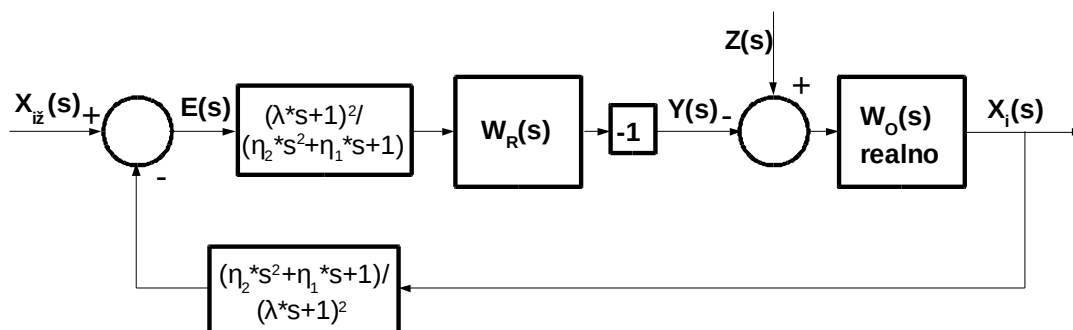 Z(s)
X_iž(s)
+
E(s)
(λ*s+1)²/
(η₂*s²+η₁*s+1)
W_R(s)
-1
Y(s)
-
+
W_O(s)
realno
X_i(s)
-
(η₂*s²+η₁*s+1)/
(λ*s+1)²